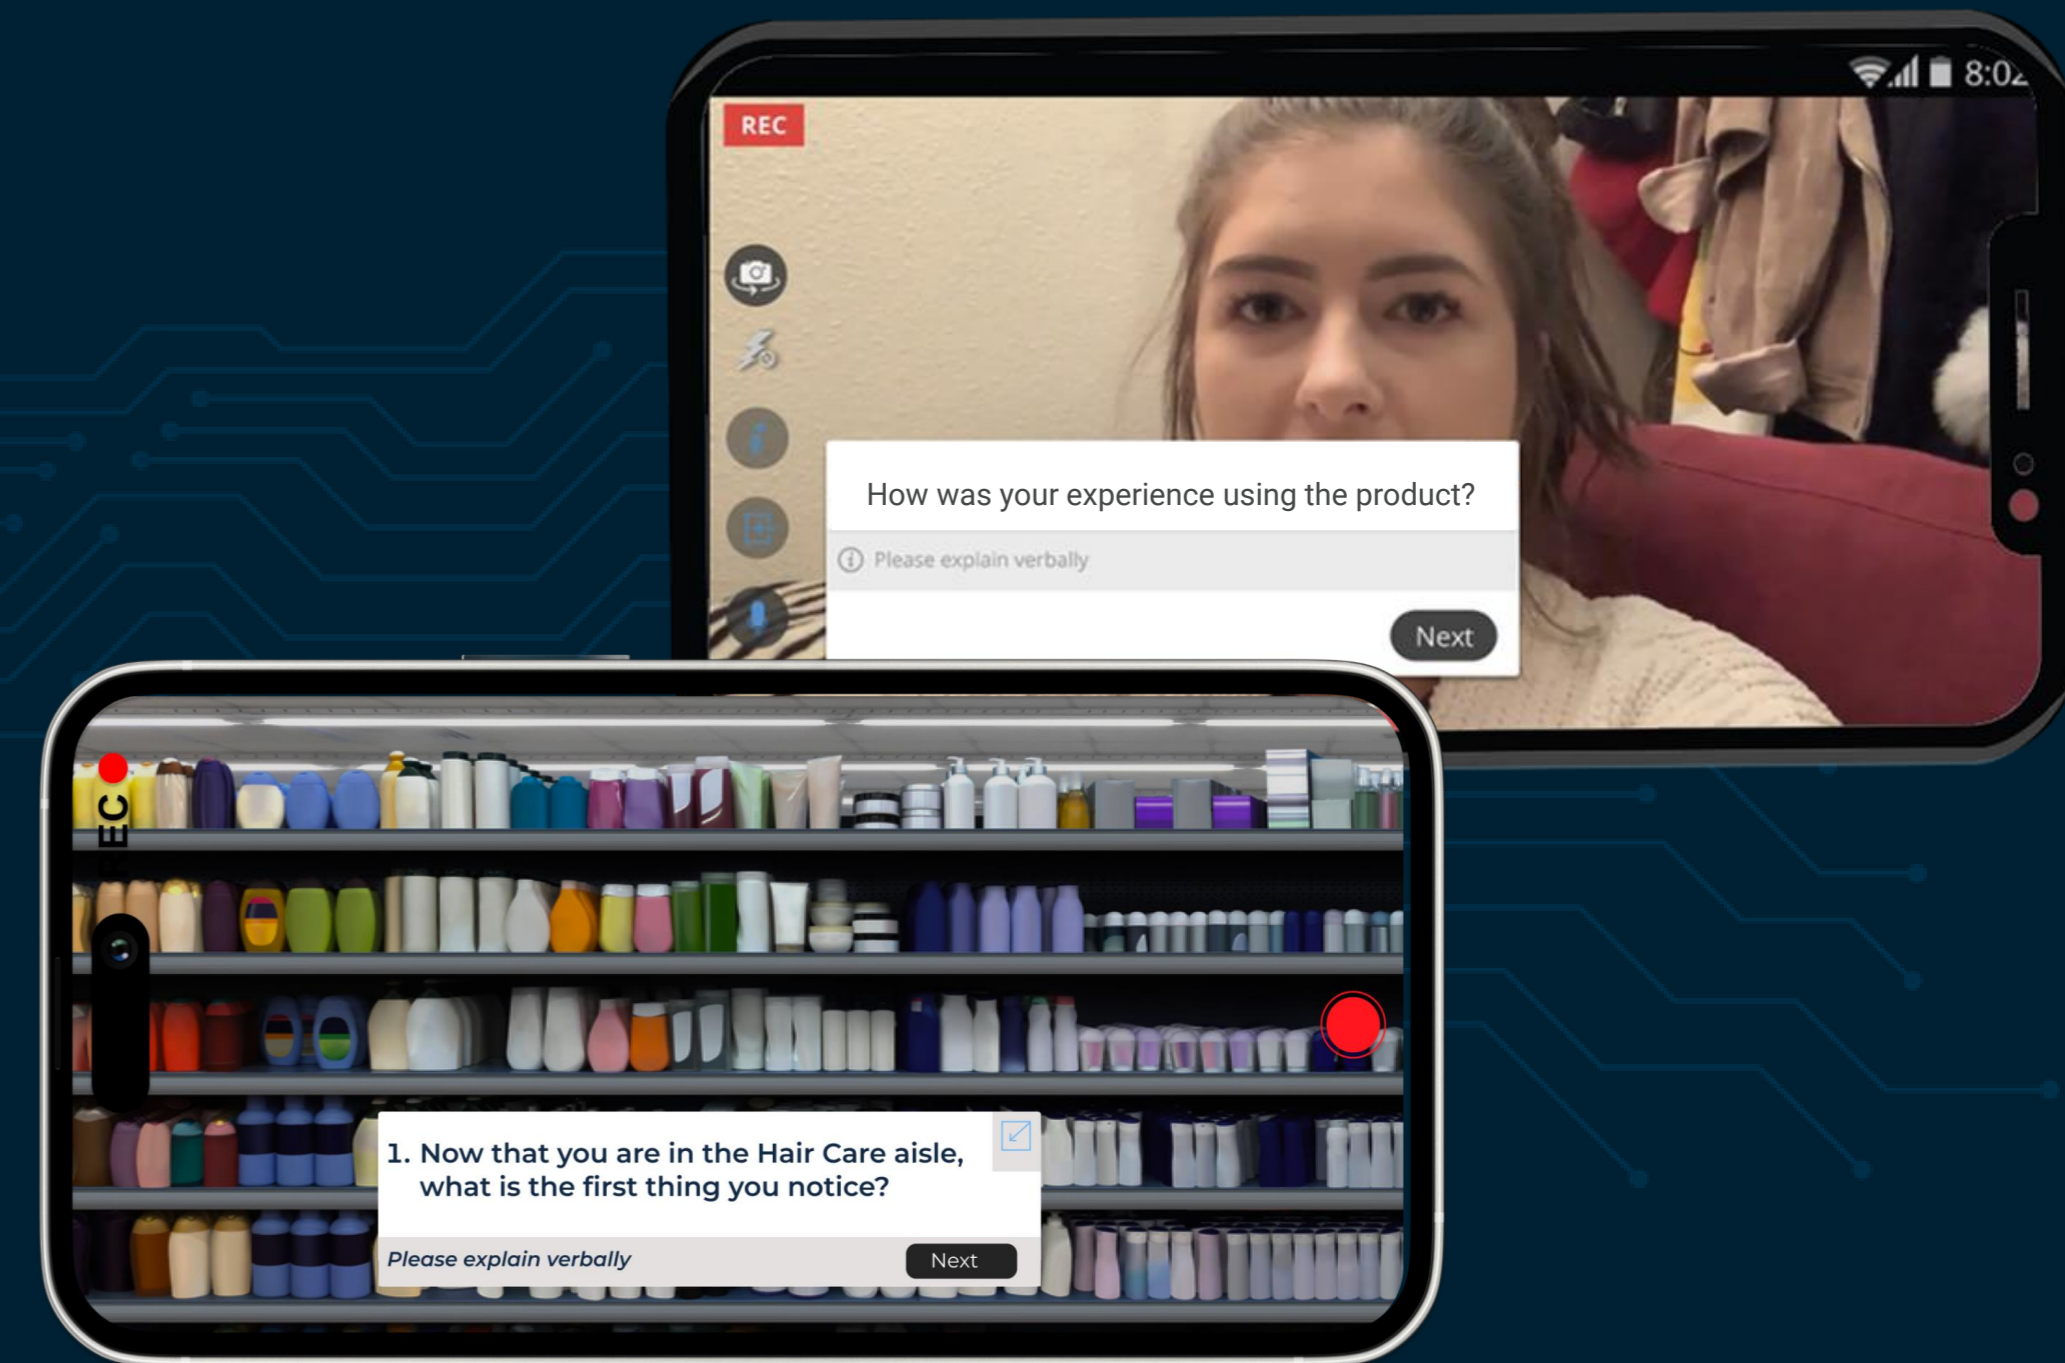 8:02
REC
How was your experience using the product?
Please explain verbally
Next
REC
1. Now that you are in the Hair Care aisle,
what is the first thing you notice?
Please explain verbally
Next